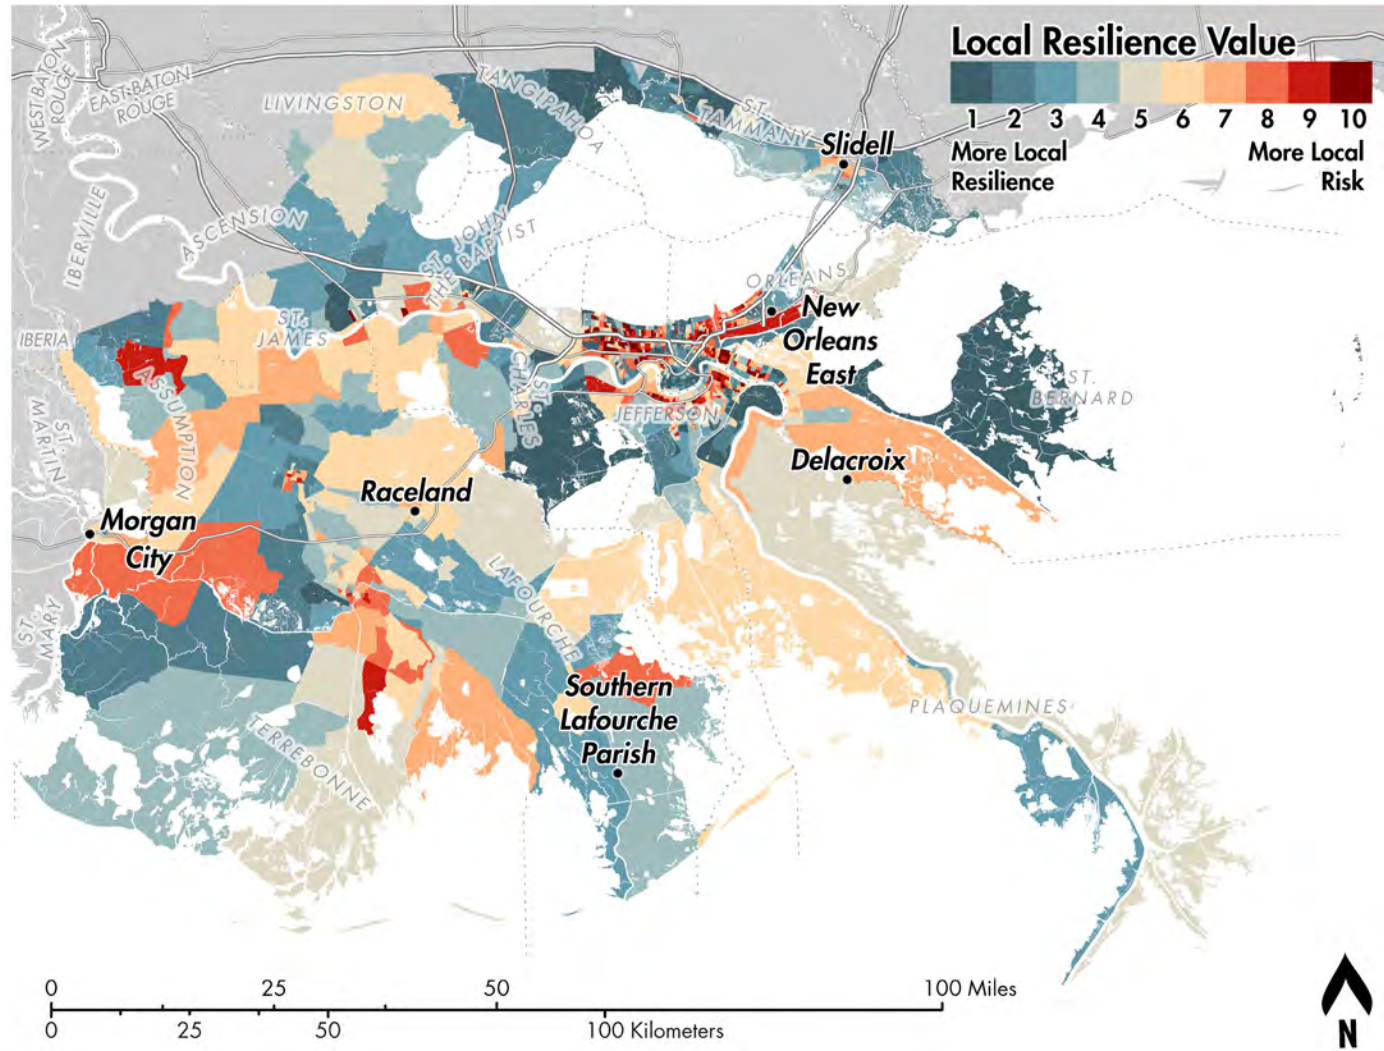 Local Resilience Value
1 2 3 4 5 6 7 8 9 10
More Local
Resilience
More Local
Risk
WEST BATON
ROUGE
EAST BATON
ROUGE
LIVINGSTON
TANGIPAHOA
ST.
TAMMANY
Slidell
IBERVILLE
ASCENSION
ST. JOHN
THE BAPTIST
ORLEANS
New
Orleans
East
IBERIA
ST.
JAMES
ST.
CHARLES
JEFFERSON
ST.
BERNARD
ASSUMPTION
ST.
MARTIN
Delacroix
Raceland
Morgan
City
LAFOURCHE
ST.
MARY
Southern
Lafourche
Parish
PLAQUEMINES
TERREBONNE
0 25 50 100 Miles
0 25 50 100 Kilometers
N